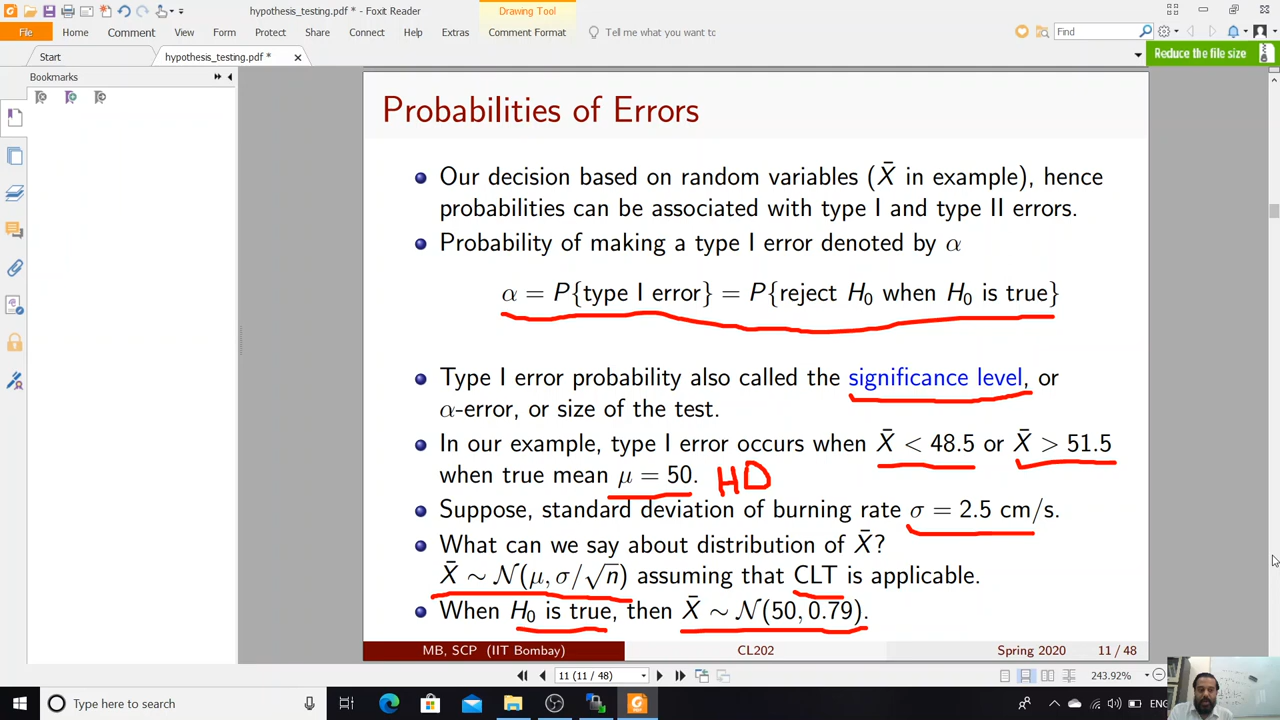 hypothesis_testing.pdf * - Foxit Reader
Drawing Tool
File Home Comment View Form Protect Share Connect Help Extras Comment Format Tell me what you want to Find
Start hypothesis_testing.pdf * Reduce the file size
Bookmarks
Probabilities of Errors
Our decision based on random variables (X̄ in example), hence
probabilities can be associated with type I and type II errors.
Probability of making a type I error denoted by α
α = P{type I error} = P{reject H₀ when H₀ is true}
Type I error probability also called the significance level, or
α-error, or size of the test.
In our example, type I error occurs when X̄ < 48.5 or X̄ > 51.5
when true mean μ = 50. HD
Suppose, standard deviation of burning rate σ = 2.5 cm/s.
What can we say about distribution of X̄?
X̄ ∼ N(μ, σ/√n) assuming that CLT is applicable.
When H₀ is true, then X̄ ∼ N(50, 0.79).
MB, SCP (IIT Bombay) CL202 Spring 2020 11 / 48
11 (11 / 48) 243.92%
Type here to search ENG